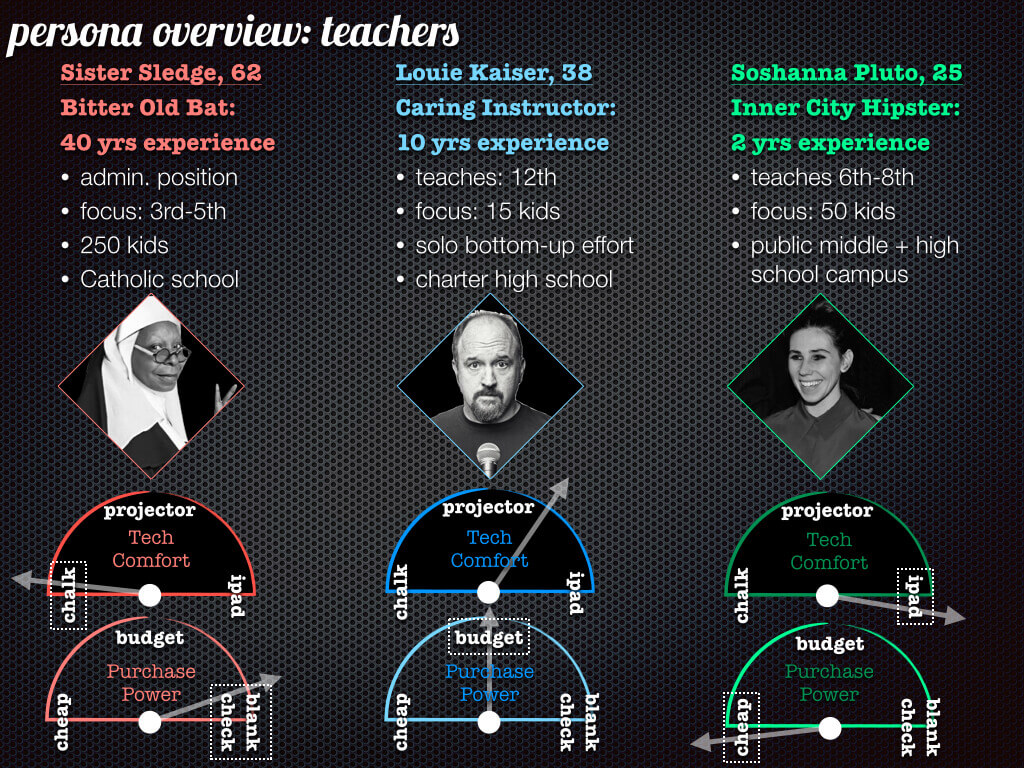 persona overview: teachers
Sister Sledge, 62
Bitter Old Bat:
40 yrs experience
• admin. position
• focus: 3rd-5th
• 250 kids
• Catholic school
projector
Tech
Comfort
chalk
ipad
budget
Purchase
Power
cheap
blank
check
Louie Kaiser, 38
Caring Instructor:
10 yrs experience
• teaches: 12th
• focus: 15 kids
• solo bottom-up effort
• charter high school
projector
Tech
Comfort
chalk
ipad
budget
Purchase
Power
cheap
blank
check
Soshanna Pluto, 25
Inner City Hipster:
2 yrs experience
• teaches 6th-8th
• focus: 50 kids
• public middle + high
school campus
projector
Tech
Comfort
chalk
ipad
budget
Purchase
Power
cheap
blank
check